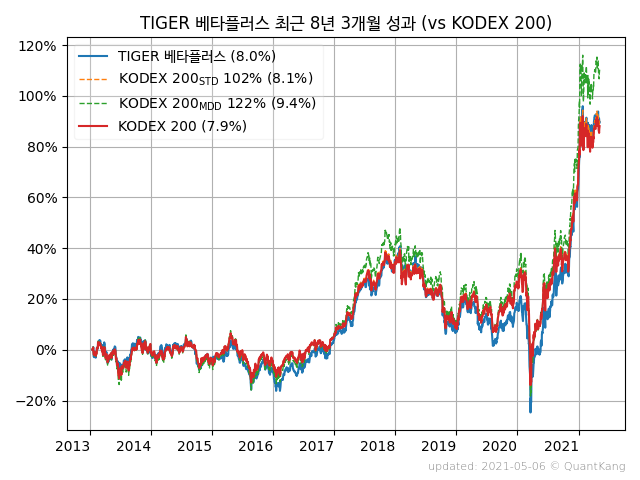 TIGER 베타플러스 최근 8년 3개월 성과 (vs KODEX 200)
TIGER 베타플러스 (8.0%)
KODEX 200STD 102% (8.1%)
KODEX 200MDD 122% (9.4%)
KODEX 200 (7.9%)
120%
100%
80%
60%
40%
20%
0%
−20%
2013 2014 2015 2016 2017 2018 2019 2020 2021
updated: 2021-05-06 © QuantKang